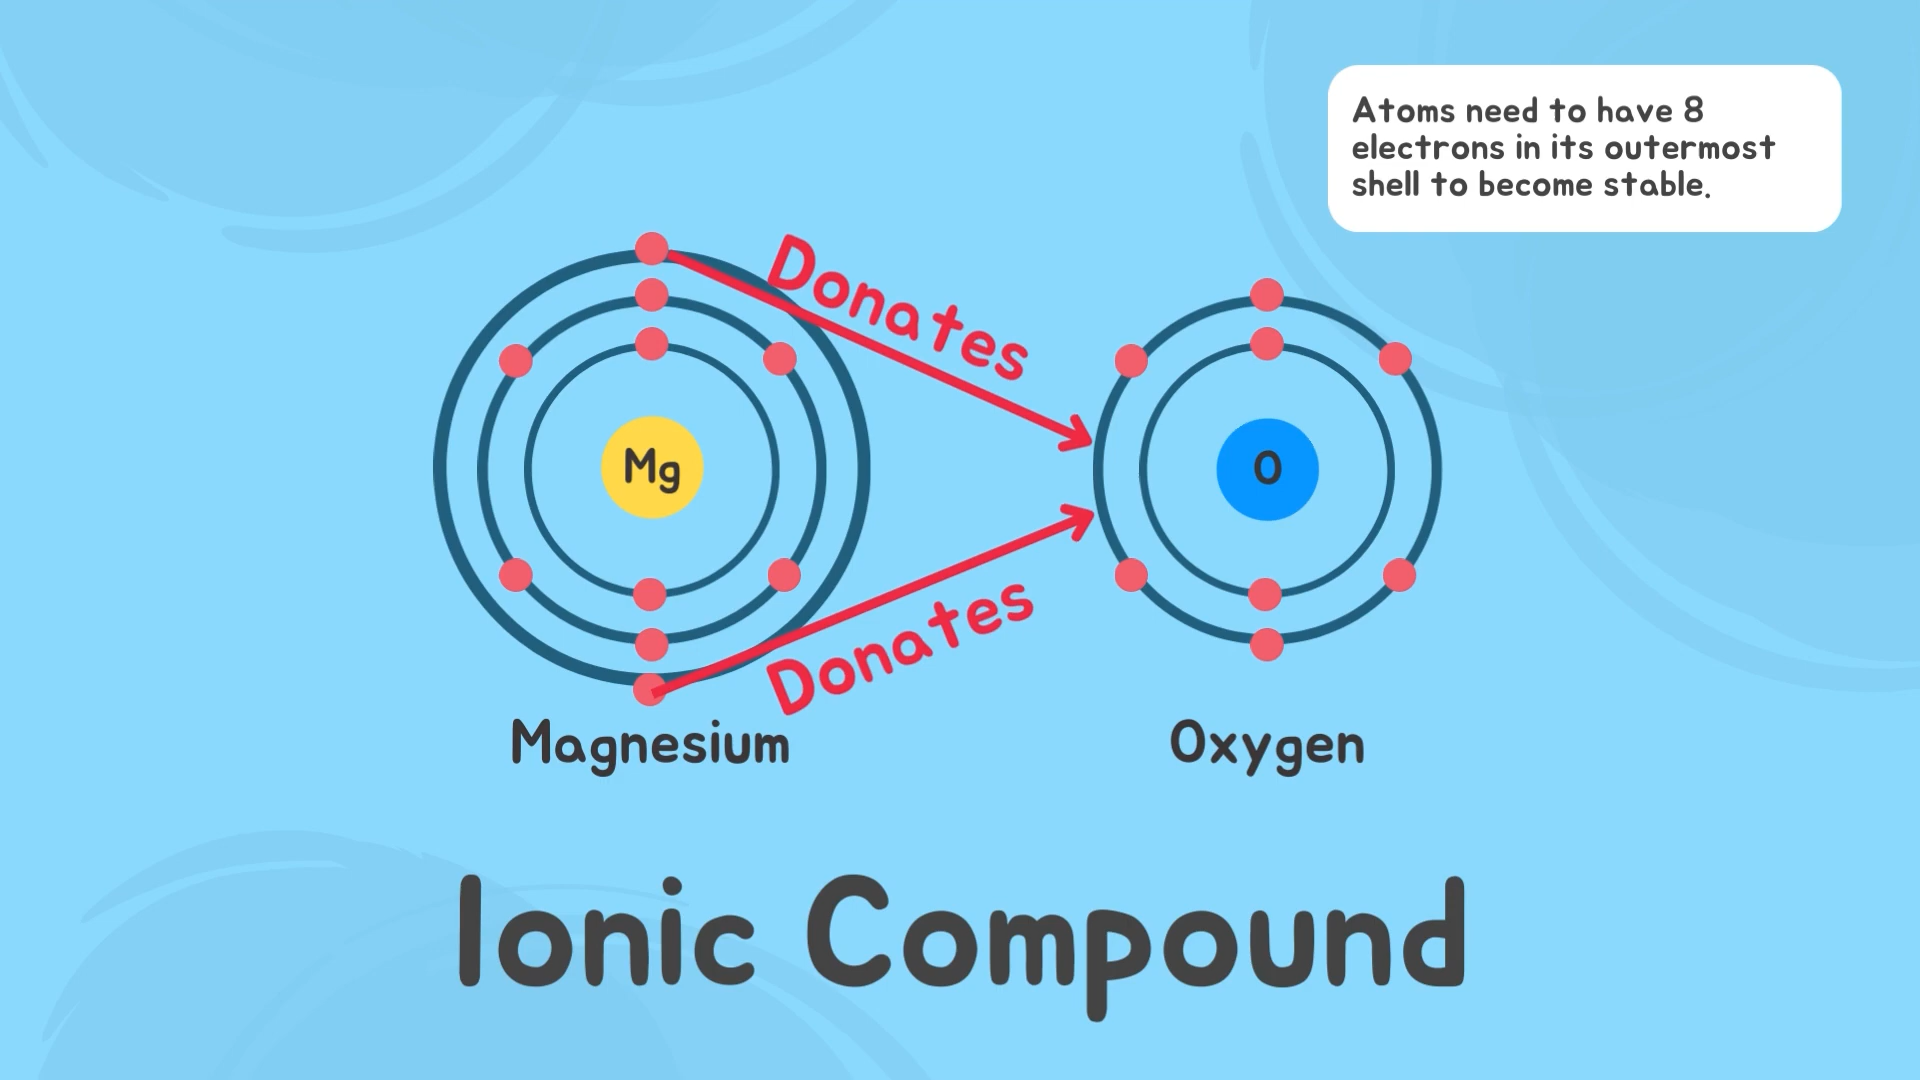 Atoms need to have 8
electrons in its outermost
shell to become stable.
Donates
Mg
O
Donates
Magnesium
Oxygen
Ionic Compound